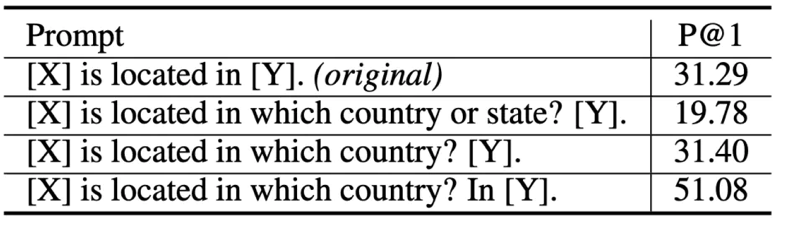 Prompt P@1
[X] is located in [Y]. (original) 31.29
[X] is located in which country or state? [Y]. 19.78
[X] is located in which country? [Y]. 31.40
[X] is located in which country? In [Y]. 51.08